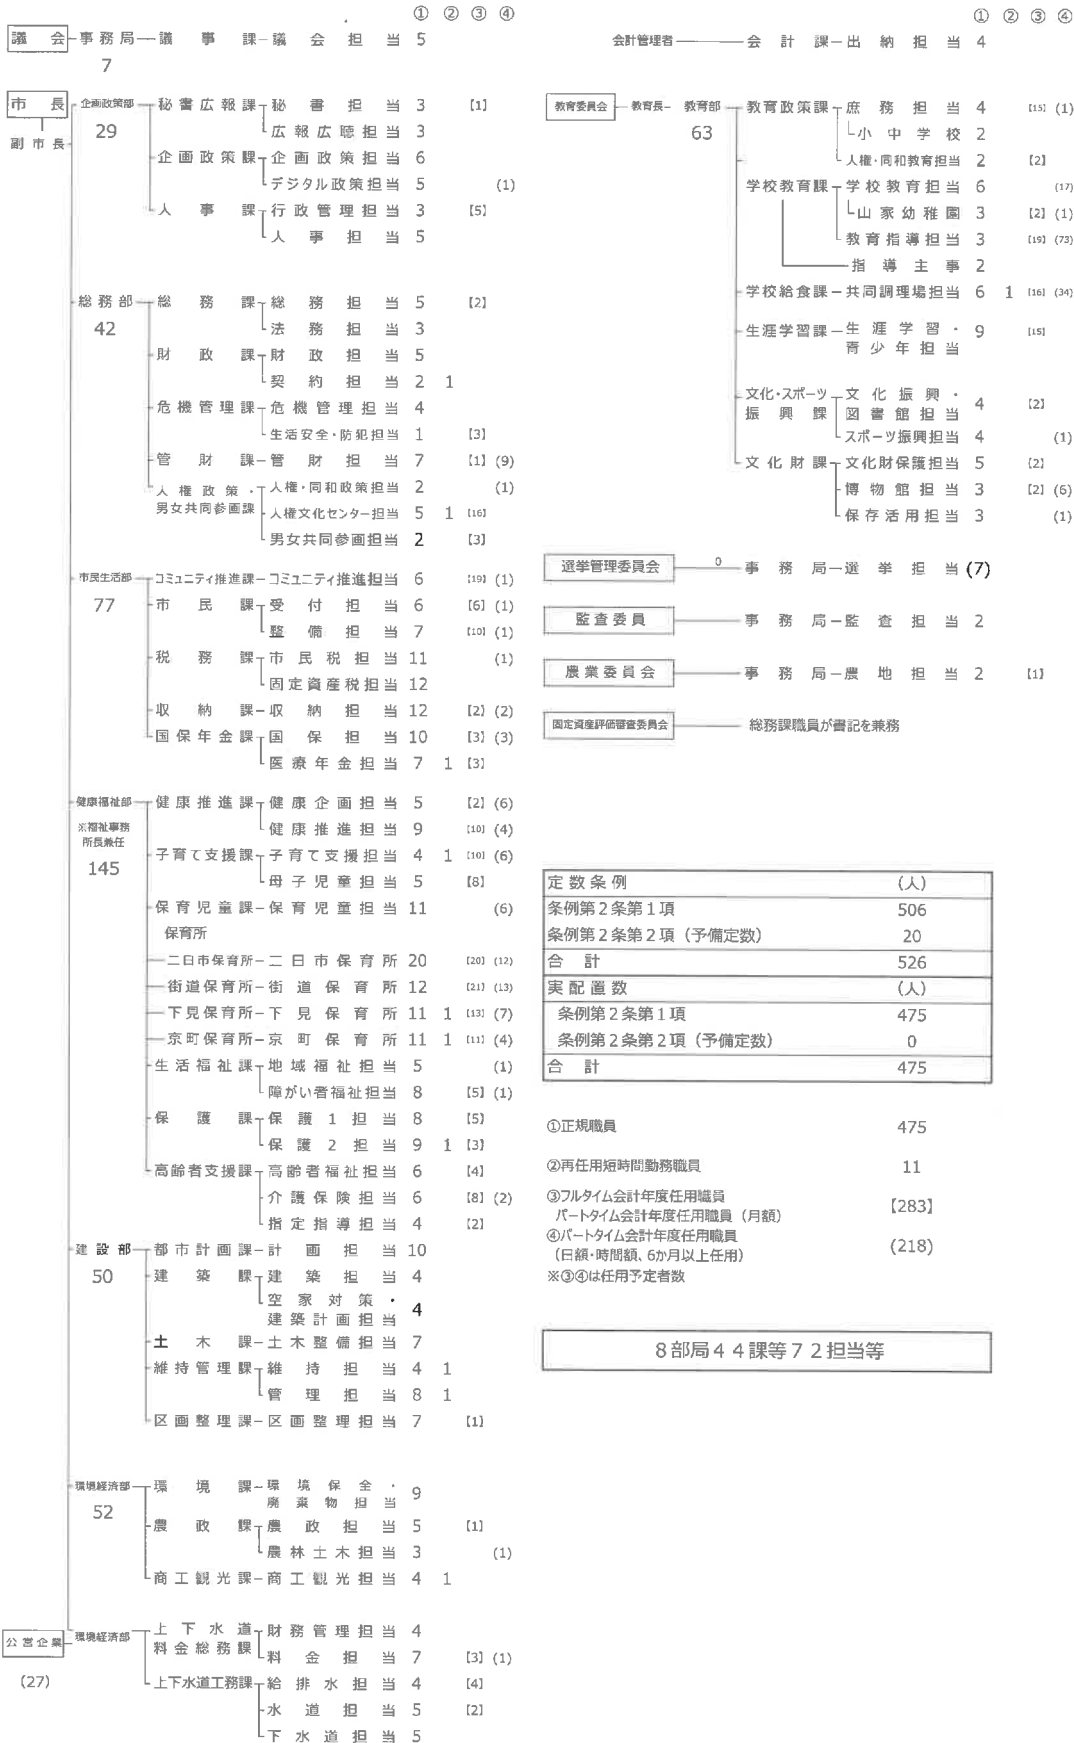 ① ② ③ ④
議会 事務局 議事課 議会担当 5
7
市長 企画政策部 秘書広報課 秘書担当 3 【1】
29 広報広聴担当 3
副市長
企画政策課 企画政策担当 6
デジタル政策担当 5 (1)
人事課 行政管理担当 3 【5】
人事担当 5
総務部 総務課 総務担当 5 【2】
42 法務担当 3
財政課 財政担当 5
契約担当 2 1
危機管理課 危機管理担当 4
生活安全・防犯担当 1 【3】
管財課 管財担当 7 【1】 (9)
人権政策・男女共同参画課 人権・同和政策担当 2 (1)
人権文化センター担当 5 1 【16】
男女共同参画担当 2 【3】
市民生活部 コミュニティ推進課 コミュニティ推進担当 6 【19】 (1)
77 市民課 受付担当 6 【6】 (1)
整備担当 7 【10】 (1)
税務課 市民税担当 11 (1)
固定資産税担当 12
収納課 収納担当 12 【2】 (2)
国保年金課 国保担当 10 【3】 (3)
医療年金担当 7 1 【3】
健康福祉部 健康推進課 健康企画担当 5 【2】 (6)
※福祉事務所長兼任 健康推進担当 9 【10】 (4)
145 子育て支援課 子育て支援担当 4 1 【10】 (6)
母子児童担当 5 【8】
保育児童課 保育児童担当 11 (6)
保育所
二日市保育所 二日市保育所 20 【20】 (12)
街道保育所 街道保育所 12 【21】 (13)
下見保育所 下見保育所 11 1 【13】 (7)
京町保育所 京町保育所 11 1 【11】 (4)
生活福祉課 地域福祉担当 5 (1)
障がい者福祉担当 8 【5】 (1)
保護課 保護1担当 8 【5】
保護2担当 9 1 【3】
高齢者支援課 高齢者福祉担当 6 【4】
介護保険担当 6 【8】 (2)
指定指導担当 4 【2】
建設部 都市計画課 計画担当 10
50 建築課 建築担当 4
空家対策・建築計画担当 4
土木課 土木整備担当 7
維持管理課 維持担当 4 1
管理担当 8 1
区画整理課 区画整理担当 7 【1】
環境経済部 環境課 環境保全・廃棄物担当 9
52
農政課 農政担当 5 【1】
農林土木担当 3 (1)
商工観光課 商工観光担当 4 1
公営企業 環境経済部 上下水道料金総務課 財務管理担当 4
(27) 料金担当 7 【3】 (1)
上下水道工務課 給排水担当 4 【4】
水道担当 5 【2】
下水道担当 5
① ② ③ ④
会計管理者 会計課 出納担当 4
教育委員会 教育長 教育部 教育政策課 庶務担当 4 【15】 (1)
63 小中学校 2
人権・同和教育担当 2 【2】
学校教育課 学校教育担当 6 (17)
山家幼稚園 3 【2】 (1)
教育指導担当 3 【19】 (73)
指導主事 2
学校給食課 共同調理場担当 6 1 【16】 (34)
生涯学習課 生涯学習・青少年担当 9 【15】
文化・スポーツ振興課 文化振興・図書館担当 4 【2】
スポーツ振興担当 4 (1)
文化財課 文化財保護担当 5 【2】
博物館担当 3 【2】 (6)
保存活用担当 3 (1)
選挙管理委員会 0 事務局 選挙担当 (7)
監査委員 事務局 監査担当 2
農業委員会 事務局 農地担当 2 【1】
固定資産評価審査委員会 総務課職員が書記を兼務
定数条例 (人)
条例第2条第1項 506
条例第2条第2項(予備定数) 20
合計 526
実配置数 (人)
条例第2条第1項 475
条例第2条第2項(予備定数) 0
合計 475
①正規職員 475
②再任用短時間勤務職員 11
③フルタイム会計年度任用職員
パートタイム会計年度任用職員(月額) 【283】
④パートタイム会計年度任用職員
(日額・時間額、6か月以上任用) (218)
※③④は任用予定者数
8部局44課等72担当等